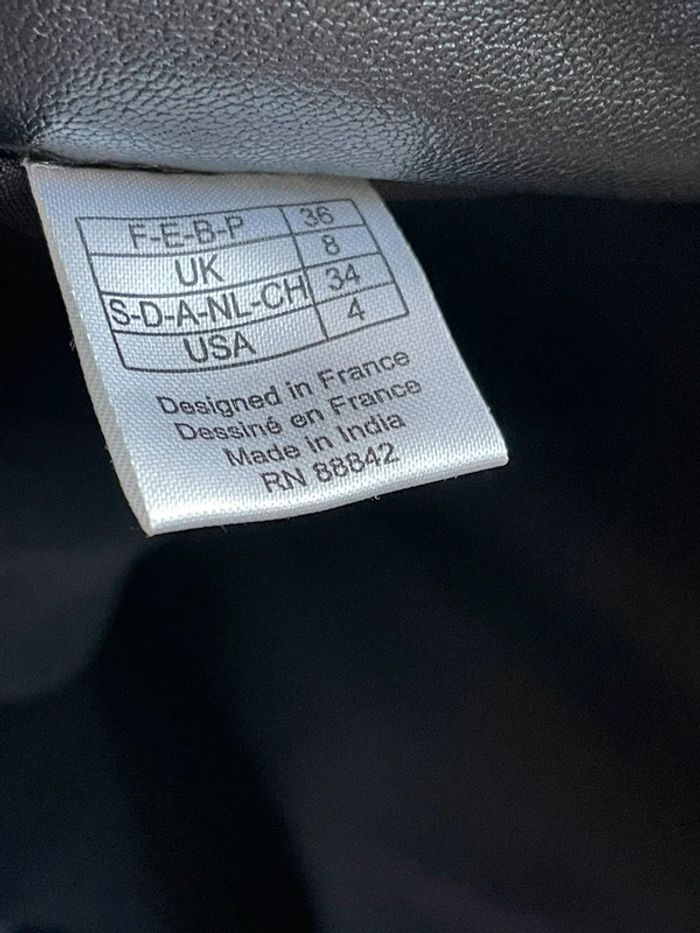 F-E-B-P 36
UK 8
S-D-A-NL-CH 34
USA 4
Designed in France
Dessiné en France
Made in India
RN 88842